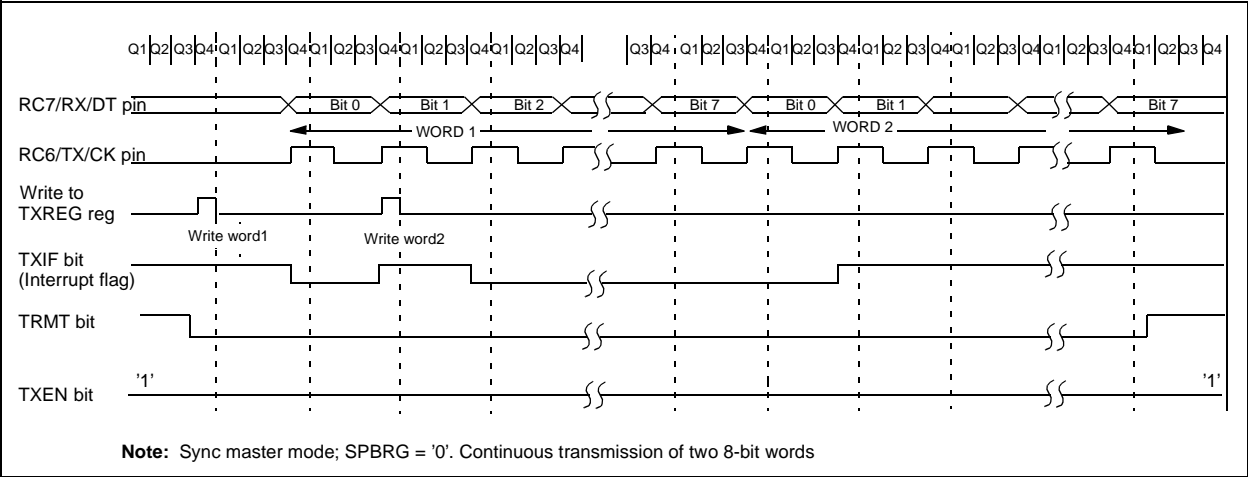 Q1 Q2 Q3 Q4 Q1 Q2 Q3 Q4 Q1 Q2 Q3 Q4 Q1 Q2 Q3 Q4 Q1 Q2 Q3 Q4 Q3 Q4 Q1 Q2 Q3 Q4 Q1 Q2 Q3 Q4 Q1 Q2 Q3 Q4 Q1 Q2 Q3 Q4 Q1 Q2 Q3 Q4
RC7/RX/DT pin Bit 0 Bit 1 Bit 2 Bit 7 Bit 0 Bit 1 Bit 7
WORD 1 WORD 2
RC6/TX/CK pin
Write to
TXREG reg
Write word1 Write word2
TXIF bit
(Interrupt flag)
TRMT bit
'1' '1'
TXEN bit
Note: Sync master mode; SPBRG = '0'. Continuous transmission of two 8-bit words